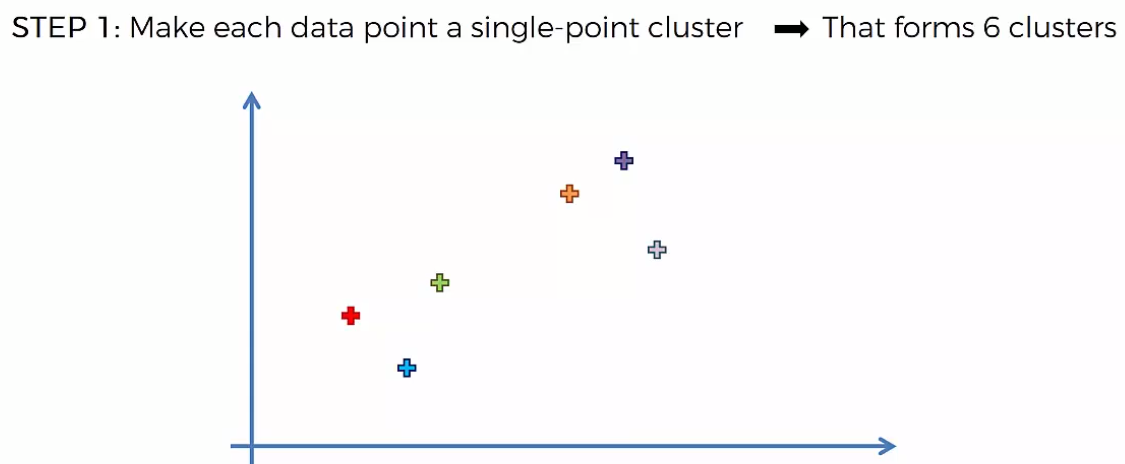 STEP 1: Make each data point a single-point cluster ➡ That forms 6 clusters